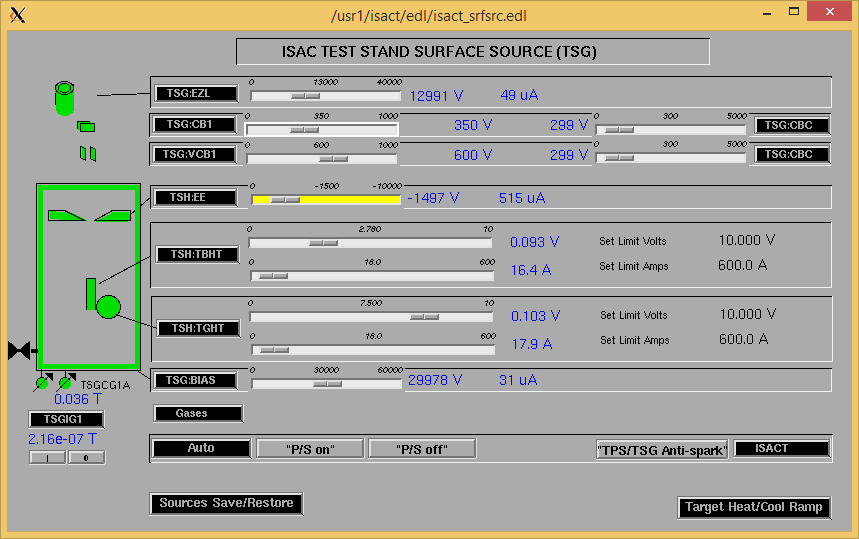 /usr1/isact/edl/isact_srfsrc.edl
ISAC TEST STAND SURFACE SOURCE (TSG)
0 13000 40000
TSG:EZL 12991 V 49 uA
0 350 1000 0 300 5000
TSG:CB1 350 V 299 V TSG:CBC
0 600 1000 0 300 5000
TSG:VCB1 600 V 299 V TSG:CBC
0 -1500 -10000
TSH:EE -1497 V 515 uA
0 2.780 10
0.093 V Set Limit Volts 10.000 V
TSH:TBHT
0 18.0 600
16.4 A Set Limit Amps 600.0 A
0 7.500 10
0.103 V Set Limit Volts 10.000 V
TSH:TGHT
0 18.0 600
17.9 A Set Limit Amps 600.0 A
0 30000 60000
TSG:BIAS 29978 V 31 uA
TSGCG1A
0.036 T
Gases
TSGIG1
2.16e-07 T
I 0
Auto "P/S on" "P/S off" "TPS/TSG Anti-spark" ISACT
Sources Save/Restore
Target Heat/Cool Ramp